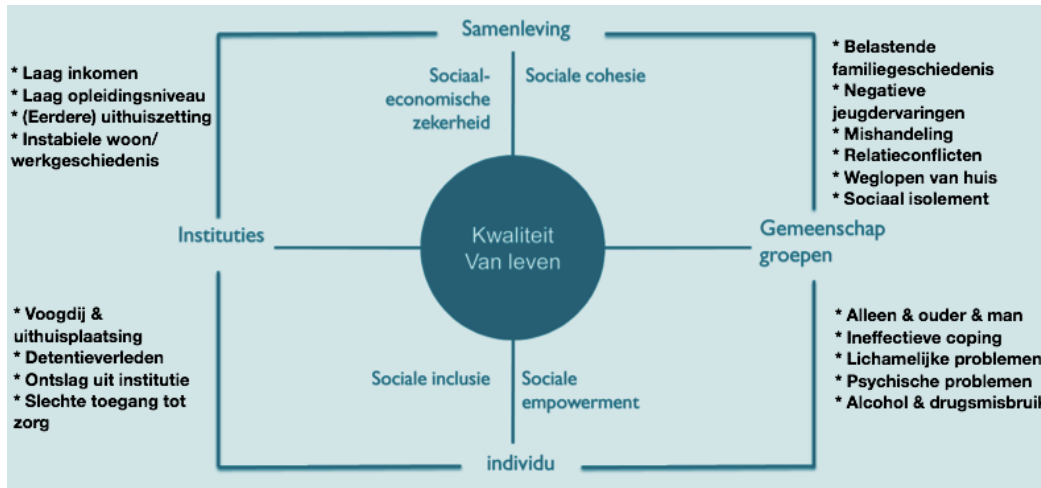 Samenleving
* Laag inkomen
* Laag opleidingsniveau
* (Eerdere) uithuiszetting
* Instabiele woon/
werkgeschiedenis
Sociaal-
economische
zekerheid
Sociale cohesie
* Belastende
familiegeschiedenis
* Negatieve
jeugdervaringen
* Mishandeling
* Relatieconflicten
* Weglopen van huis
* Sociaal isolement
Instituties
Kwaliteit
Van leven
Gemeenschap
groepen
* Voogdij &
uithuisplaatsing
* Detentieverleden
* Ontslag uit institutie
* Slechte toegang tot
zorg
Sociale inclusie
Sociale
empowerment
* Alleen & ouder & man
* Ineffectieve coping
* Lichamelijke problemen
* Psychische problemen
* Alcohol & drugsmisbruik
individu